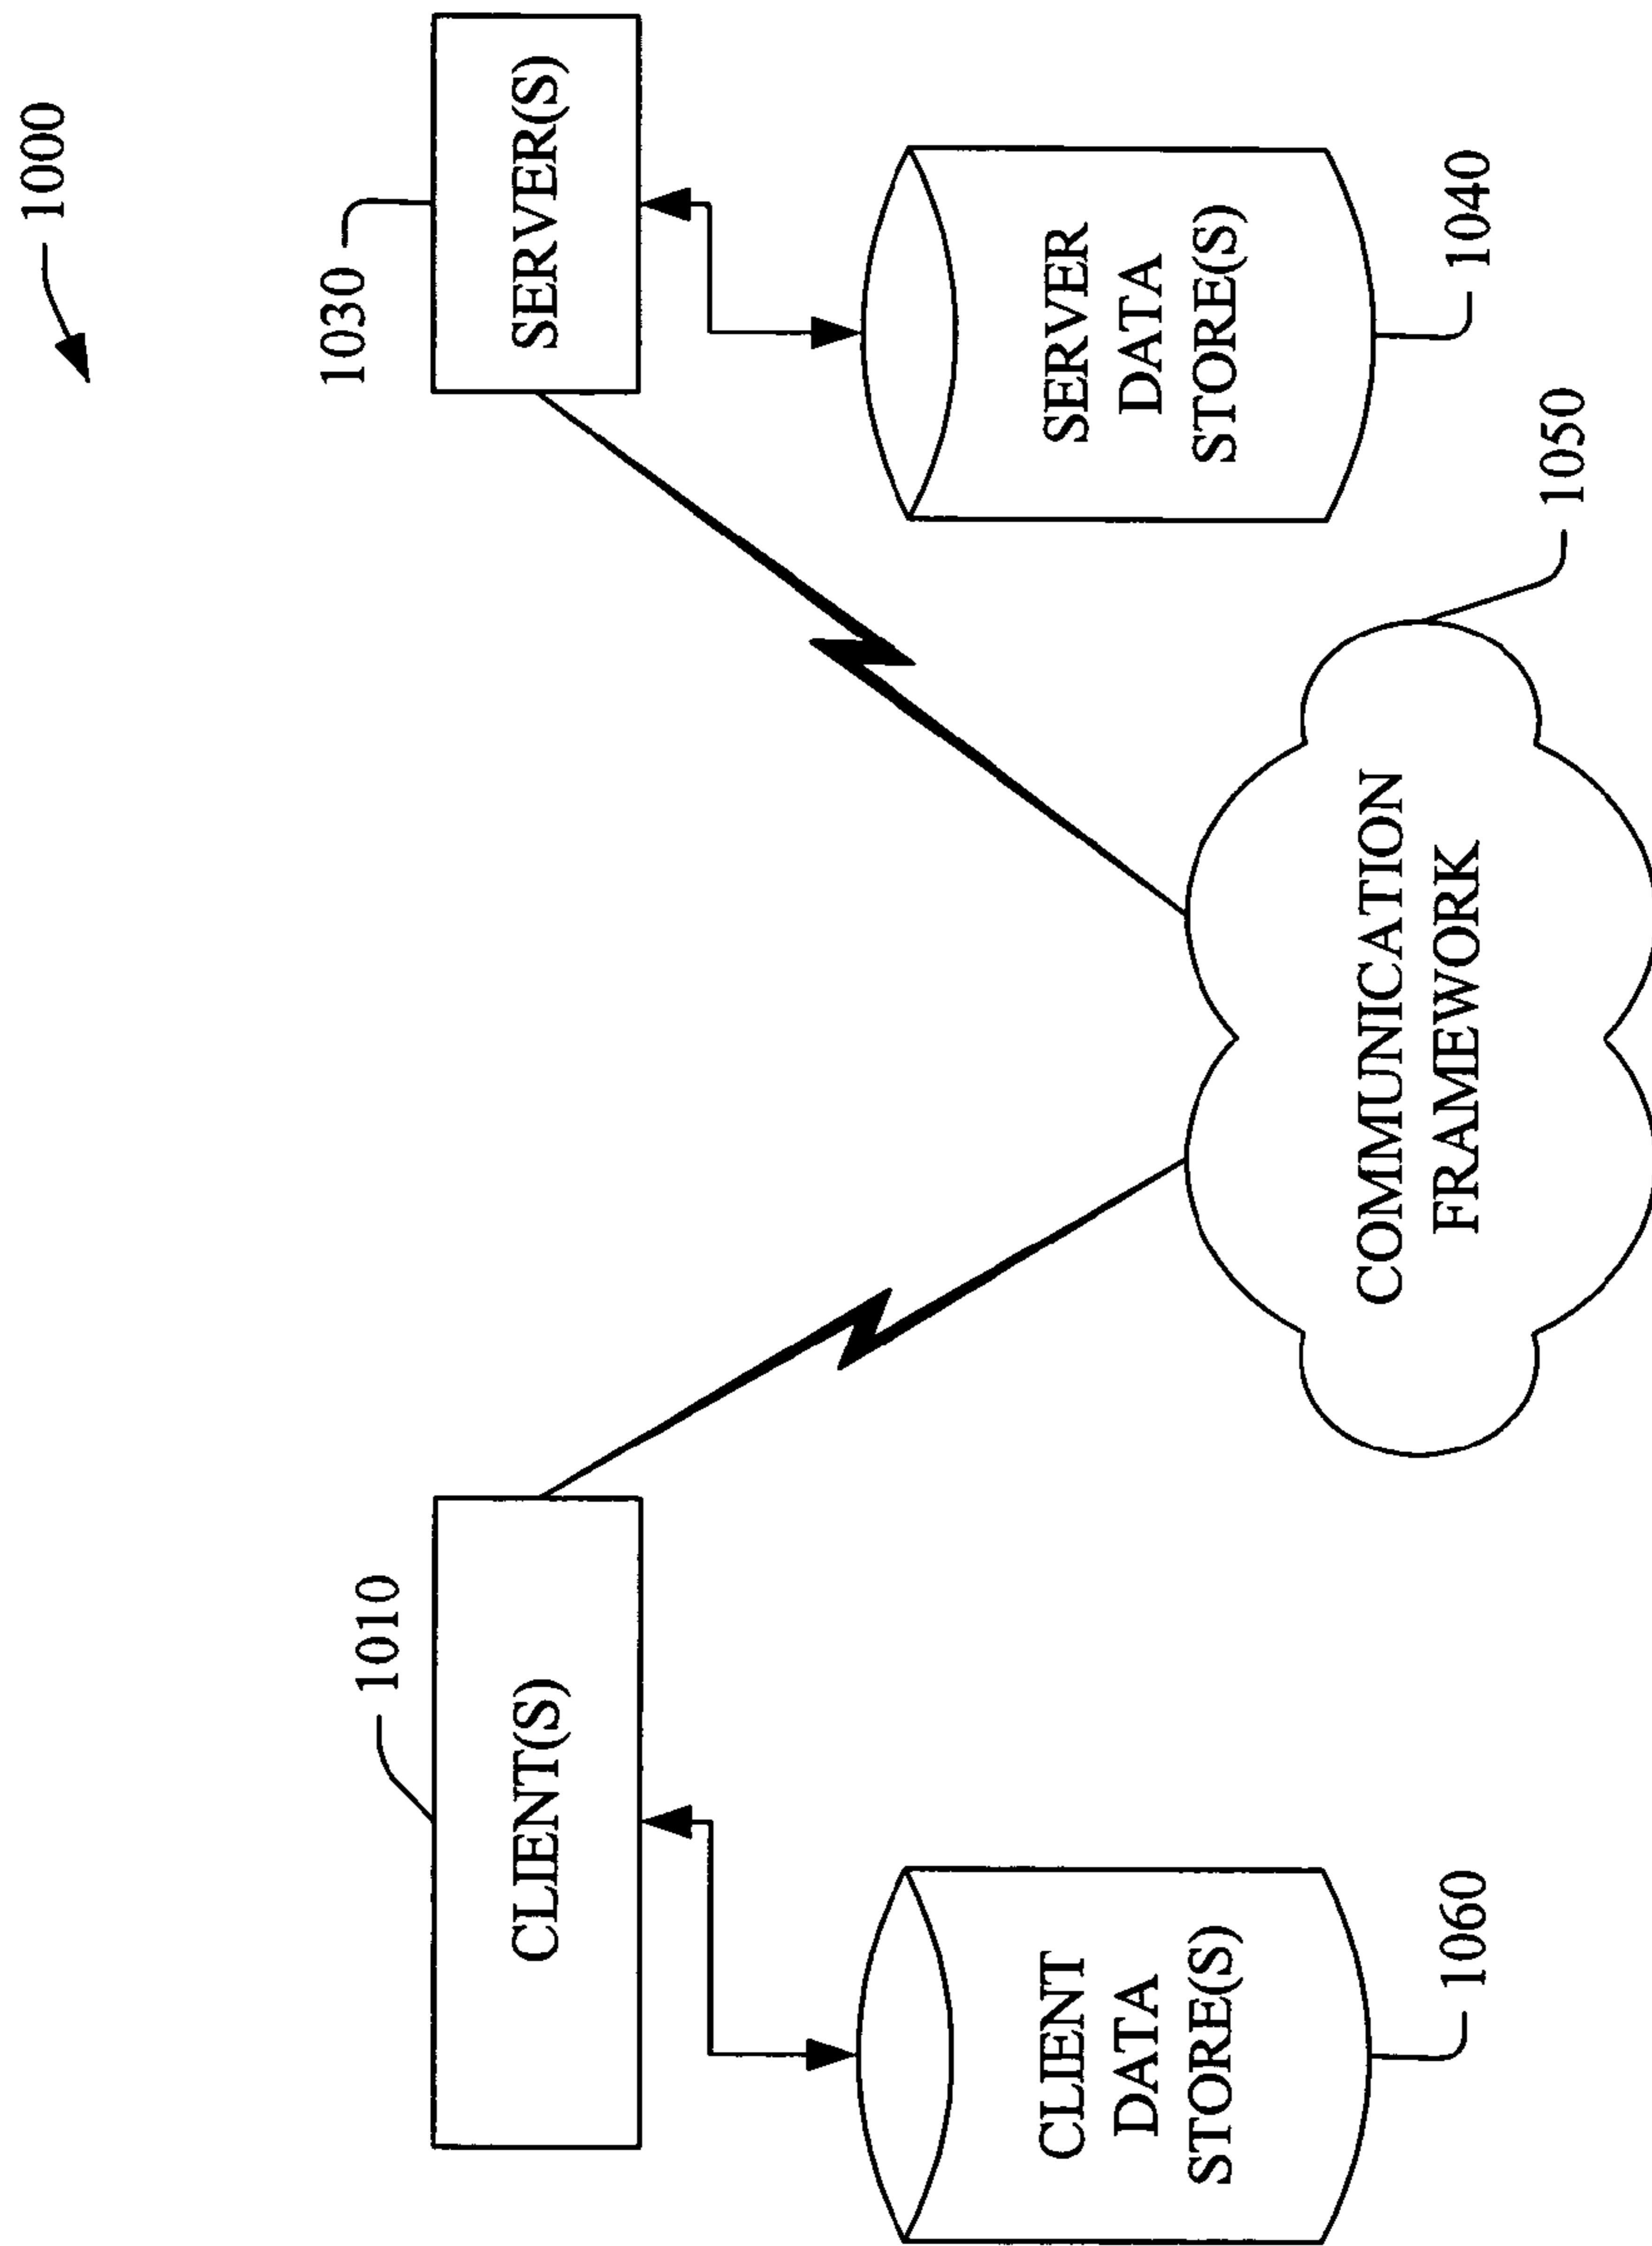 1000
1010
1030
CLIENT(S)
SERVER(S)
CLIENT
DATA
STORE(S)
SERVER
DATA
STORE(S)
COMMUNICATION
FRAMEWORK
1060
1040
1050